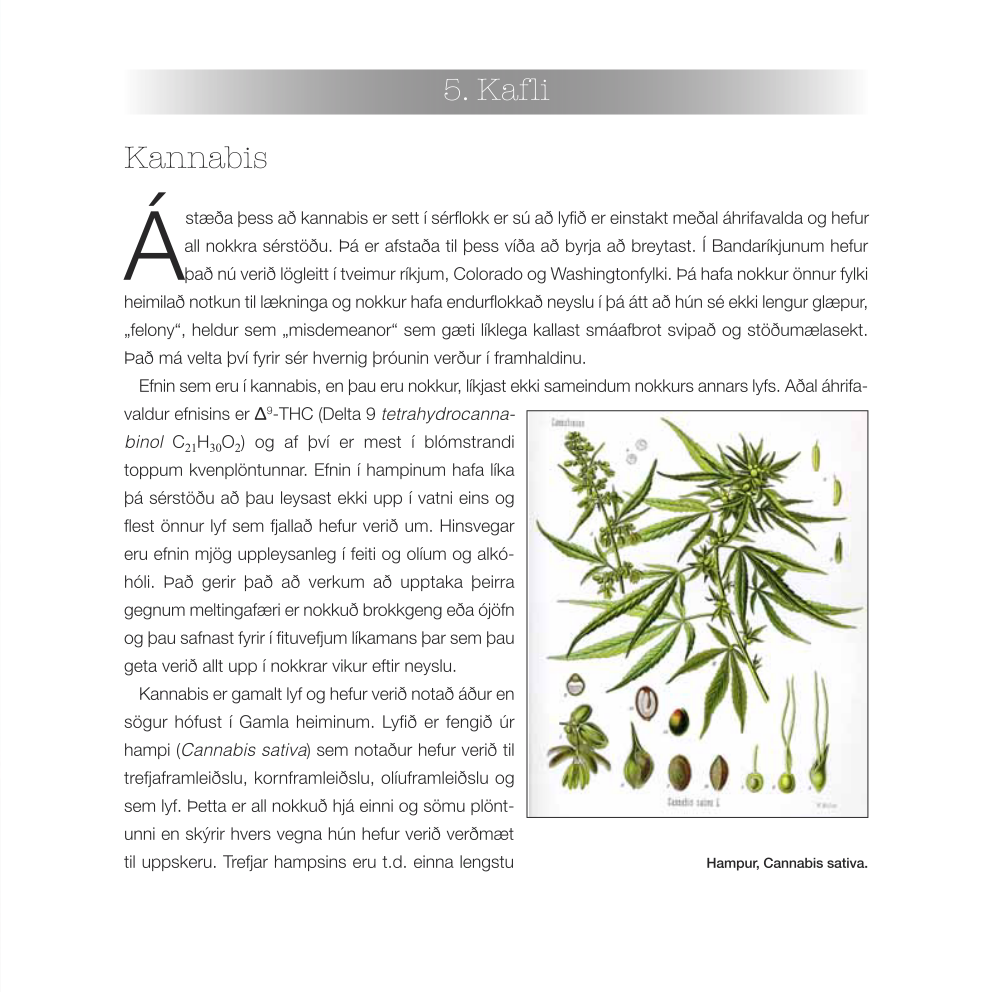 5. Kafli
Kannabis
Ástæða þess að kannabis er sett í sérflokk er sú að lyfið er einstakt meðal áhrifavalda og hefur
all nokkra sérstöðu. Þá er afstaða til þess víða að byrja að breytast. Í Bandaríkjunum hefur
það nú verið lögleitt í tveimur ríkjum, Colorado og Washingtonfylki. Þá hafa nokkur önnur fylki
heimilað notkun til lækninga og nokkur hafa endurflokkað neyslu í þá átt að hún sé ekki lengur glæpur,
„felony“, heldur sem „misdemeanor“ sem gæti líklega kallast smáafbrot svipað og stöðumælasekt.
Það má velta því fyrir sér hvernig þróunin verður í framhaldinu.
Efnin sem eru í kannabis, en þau eru nokkur, líkjast ekki sameindum nokkurs annars lyfs. Aðal áhrifa-
valdur efnisins er Δ⁹-THC (Delta 9 tetrahydrocanna-
binol C₂₁H₃₀O₂) og af því er mest í blómstrandi
toppum kvenplöntunnar. Efnin í hampinum hafa líka
þá sérstöðu að þau leysast ekki upp í vatni eins og
flest önnur lyf sem fjallað hefur verið um. Hinsvegar
eru efnin mjög uppleysanleg í feiti og olíum og alkó-
hóli. Það gerir það að verkum að upptaka þeirra
gegnum meltingafæri er nokkuð brokkgeng eða ójöfn
og þau safnast fyrir í fituvefjum líkamans þar sem þau
geta verið allt upp í nokkrar vikur eftir neyslu.
Kannabis er gamalt lyf og hefur verið notað áður en
sögur hófust í Gamla heiminum. Lyfið er fengið úr
hampi (Cannabis sativa) sem notaður hefur verið til
trefjaframleiðslu, kornframleiðslu, olíuframleiðslu og
sem lyf. Þetta er all nokkuð hjá einni og sömu plönt-
unni en skýrir hvers vegna hún hefur verið verðmæt
til uppskeru. Trefjar hampsins eru t.d. einna lengstu
Cannabis sativa L
Hampur, Cannabis sativa.